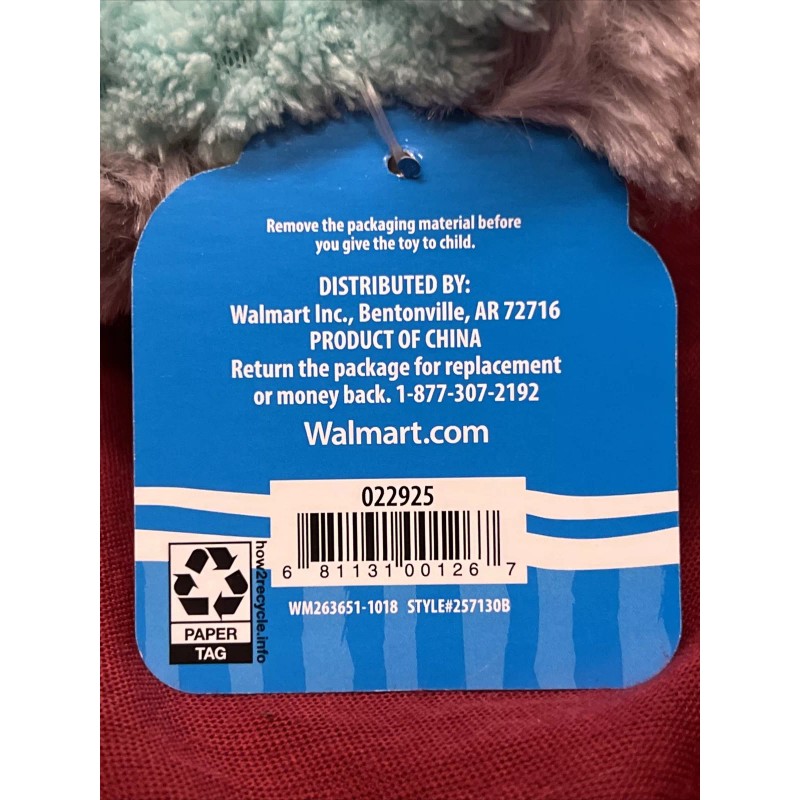 Remove the packaging material before
you give the toy to child.
DISTRIBUTED BY:
Walmart Inc., Bentonville, AR 72716
PRODUCT OF CHINA
Return the package for replacement
or money back. 1-877-307-2192
Walmart.com
022925
6 81131 00126 7
WM263651-1018 STYLE#257130B
how2recycle.info
PAPER
TAG